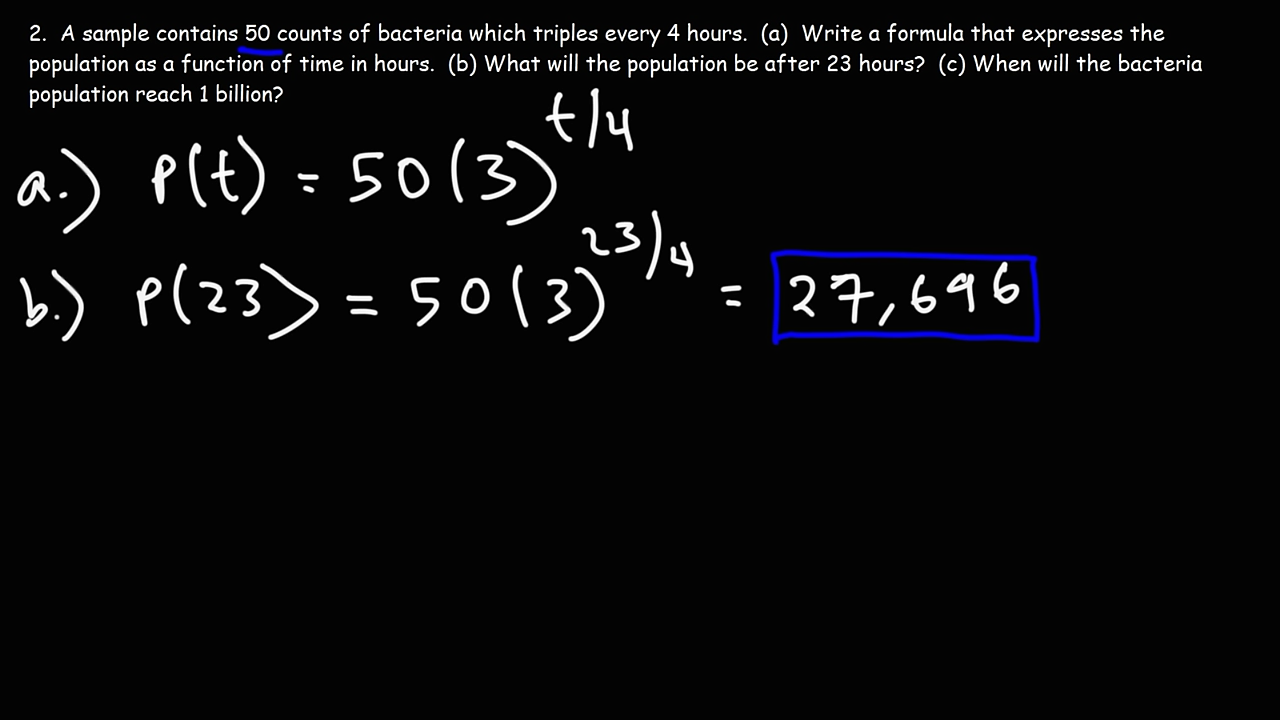 2. A sample contains 50 counts of bacteria which triples every 4 hours. (a) Write a formula that expresses the
population as a function of time in hours. (b) What will the population be after 23 hours? (c) When will the bacteria
population reach 1 billion?
a.) P(t) = 50(3)^{t/4}
b.) P(23) = 50(3)^{23/4} = 27,696